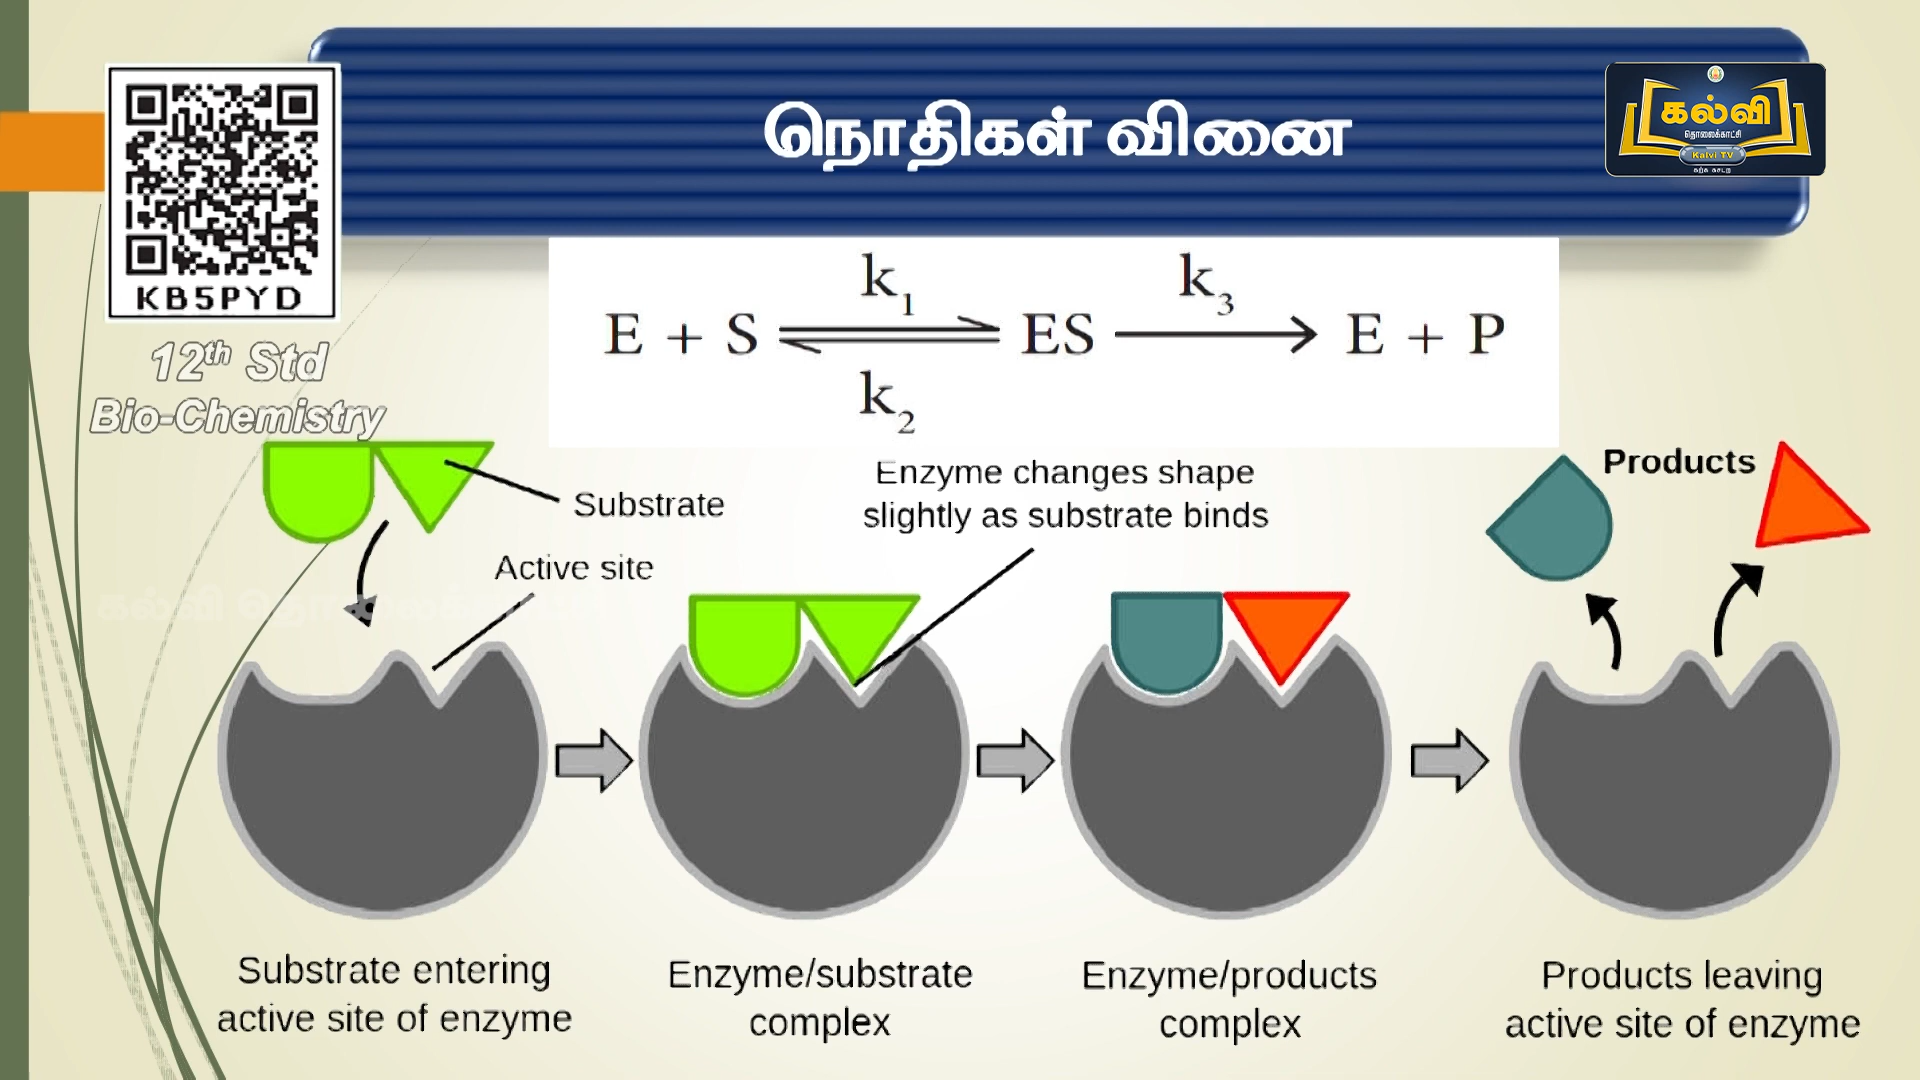 நொதிகள் வினை
கல்வி
தொலைக்காட்சி
Kalvi TV
கற்க கசடற
KB5PYD
12th Std
Bio-Chemistry
k1 k3
E + S ⇌ ES ⟶ E + P
k2
Substrate
Active site
Enzyme changes shape
slightly as substrate binds
Products
Substrate entering
active site of enzyme
Enzyme/substrate
complex
Enzyme/products
complex
Products leaving
active site of enzyme